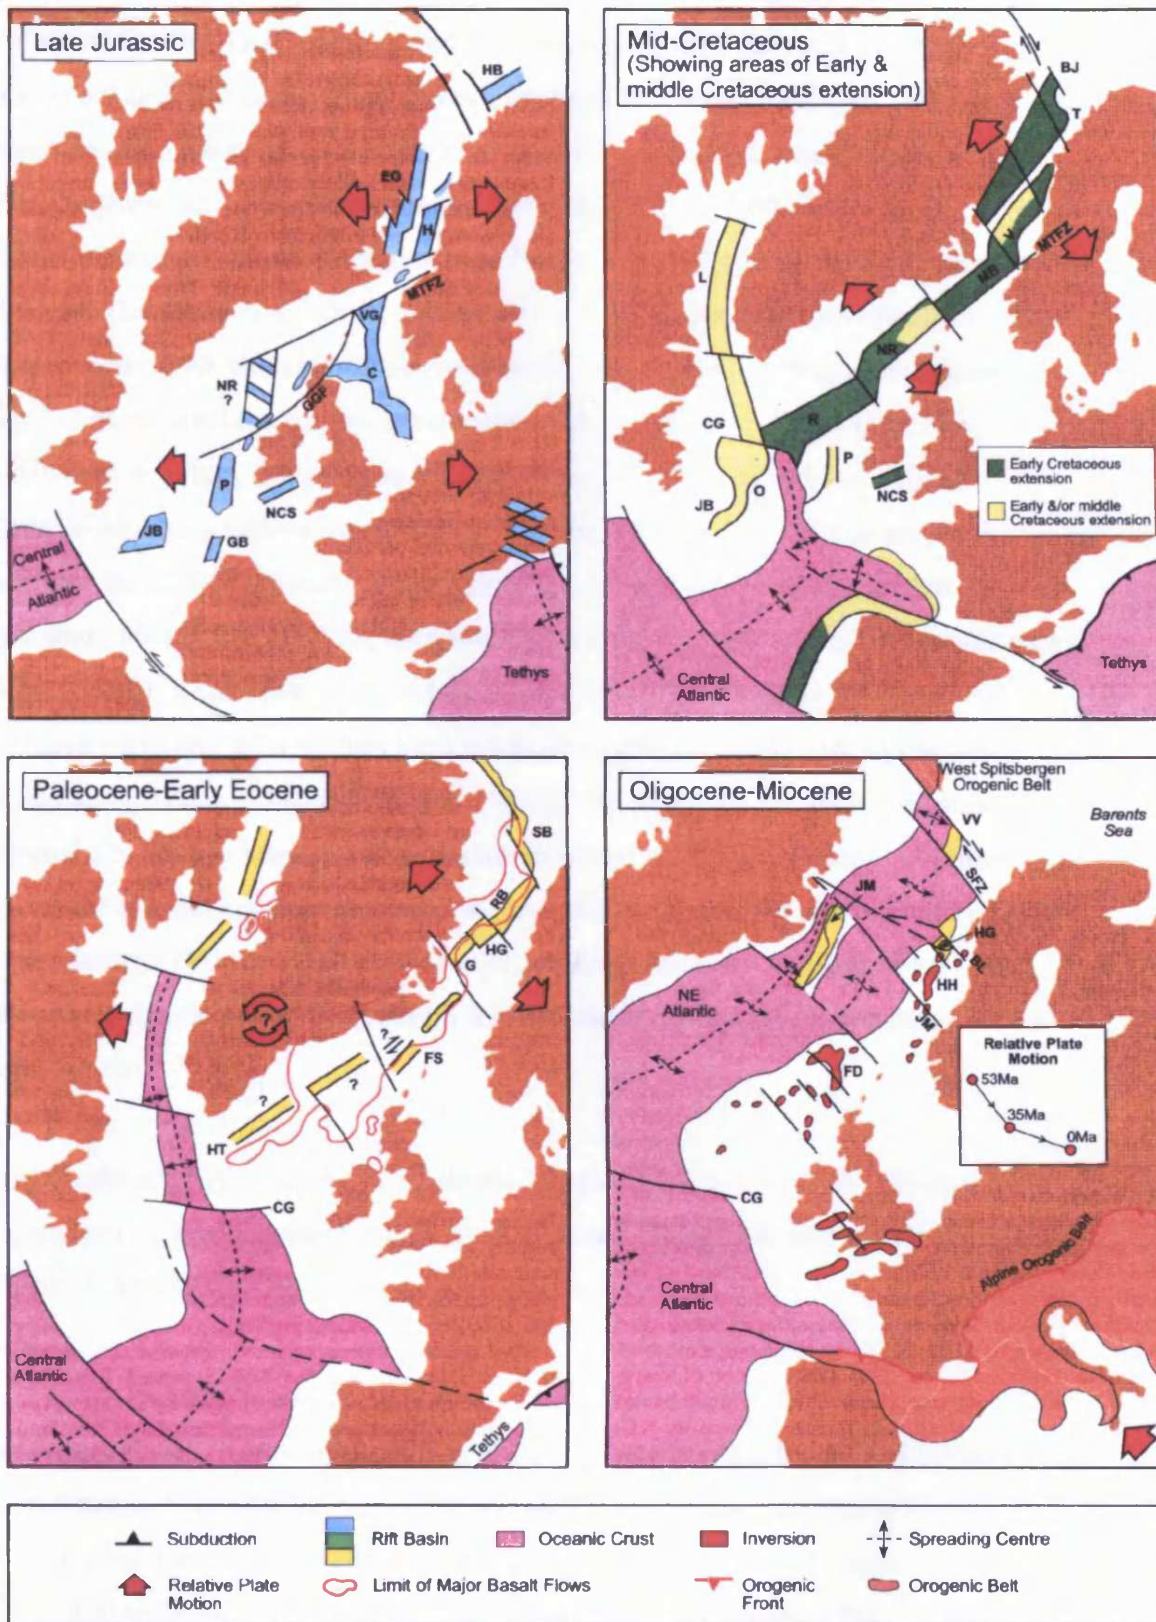 Late Jurassic
HB
EG
H
MTFZ
VG
C
NR
?
GGF
P
NCS
JB
GB
Central
Atlantic
Tethys
Mid-Cretaceous
(Showing areas of Early &
middle Cretaceous extension)
BJ
T
V
MTFZ
MB
L
NR
CG
R
P
O
JB
NCS
Early Cretaceous
extension
Early &/or middle
Cretaceous extension
Central
Atlantic
Tethys
Paleocene-Early Eocene
SB
RB
HG
G
?
?
FS
?
?
HT
CG
Central
Atlantic
Tethys
Oligocene-Miocene
West Spitsbergen
Orogenic Belt
Barents
Sea
VV
SFZ
JM
HG
BL
HH
NE
Atlantic
JM
FD
Relative Plate
Motion
53Ma
35Ma
0Ma
CG
Central
Atlantic
Alpine Orogenic Belt
Subduction
Rift Basin
Oceanic Crust
Inversion
Spreading Centre
Relative Plate
Motion
Limit of Major Basalt Flows
Orogenic
Front
Orogenic Belt